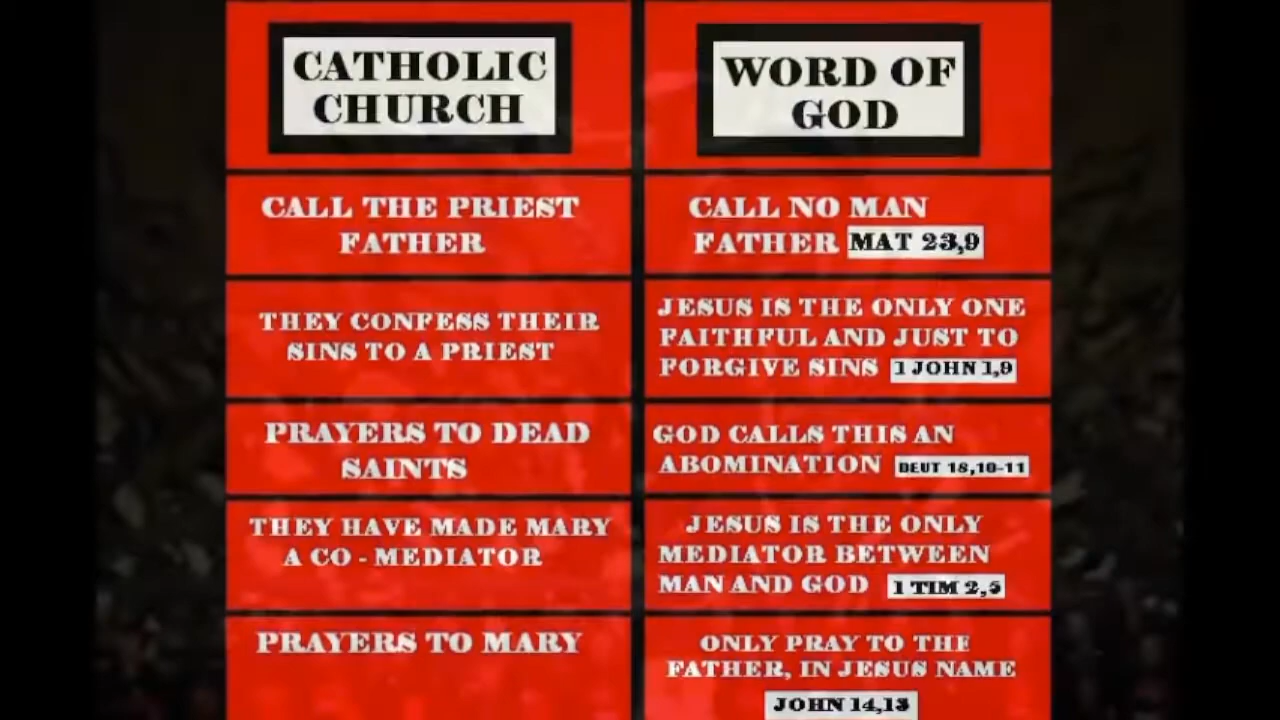 CATHOLIC
CHURCH
WORD OF
GOD
CALL THE PRIEST
FATHER
CALL NO MAN
FATHER MAT 23,9
THEY CONFESS THEIR
SINS TO A PRIEST
JESUS IS THE ONLY ONE
FAITHFUL AND JUST TO
FORGIVE SINS 1 JOHN 1,9
PRAYERS TO DEAD
SAINTS
GOD CALLS THIS AN
ABOMINATION DEUT 18,10-11
THEY HAVE MADE MARY
A CO - MEDIATOR
JESUS IS THE ONLY
MEDIATOR BETWEEN
MAN AND GOD 1 TIM 2,5
PRAYERS TO MARY
ONLY PRAY TO THE
FATHER, IN JESUS NAME
JOHN 14,13